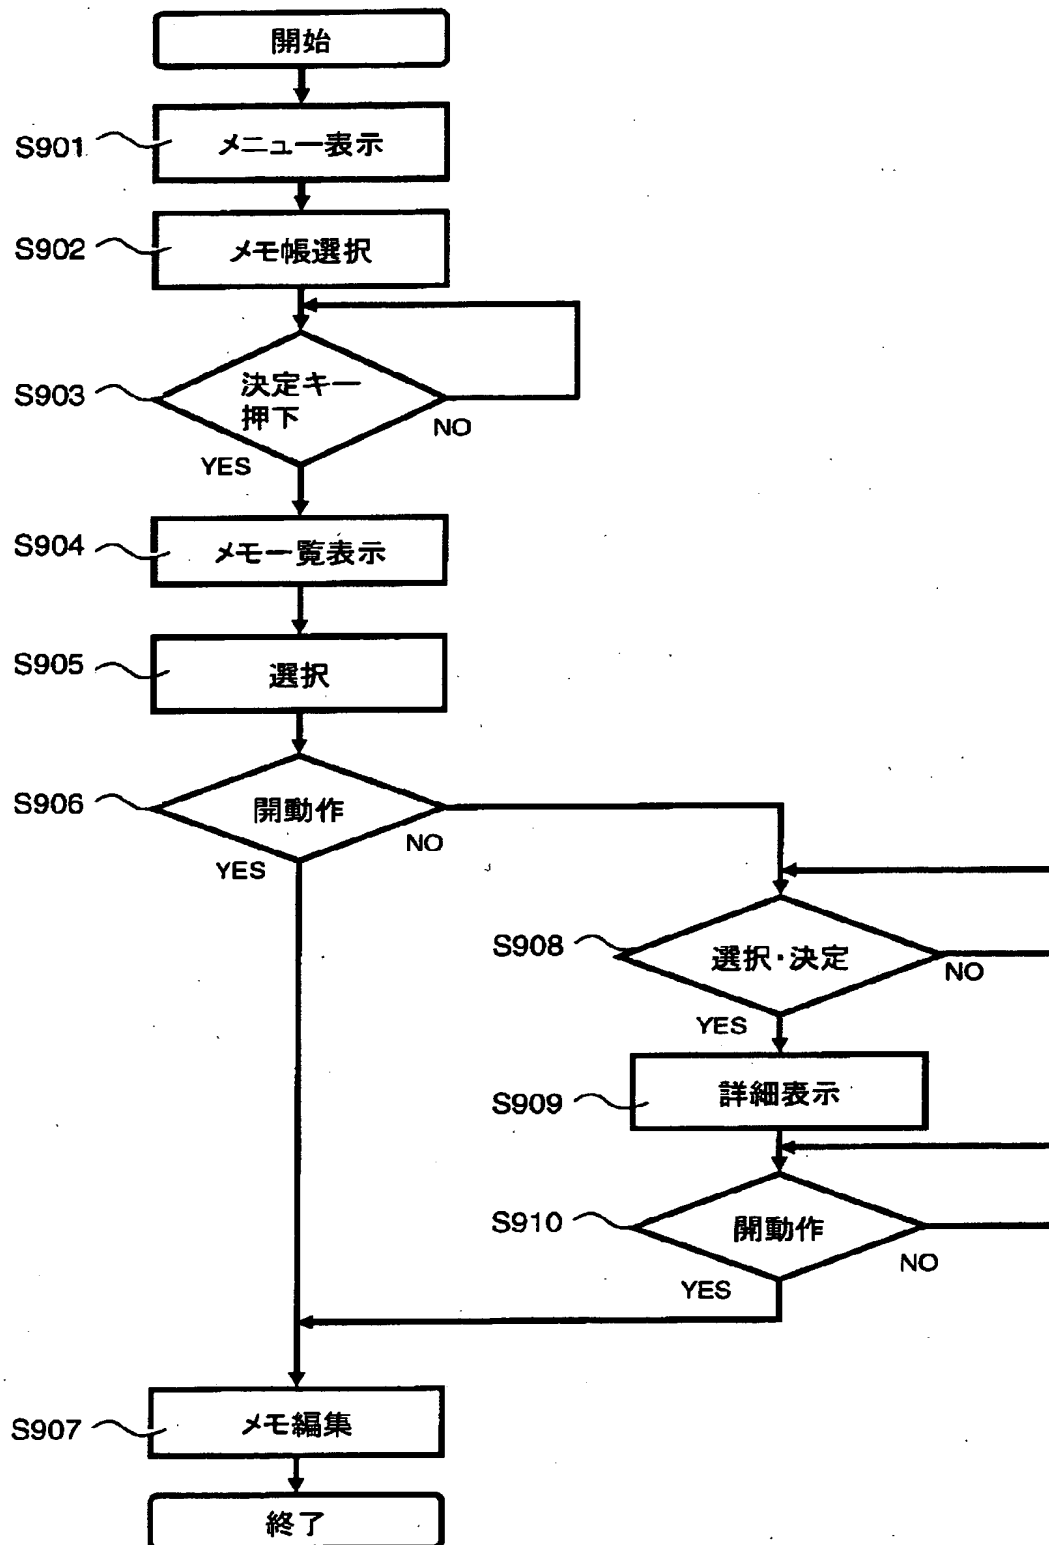 開始
S901
メニュー表示
S902
メモ帳選択
S903
決定キー
押下
NO
YES
S904
メモ一覧表示
S905
選択
S906
開動作
NO
YES
S908
選択・決定
NO
YES
S909
詳細表示
S910
開動作
NO
YES
S907
メモ編集
終了